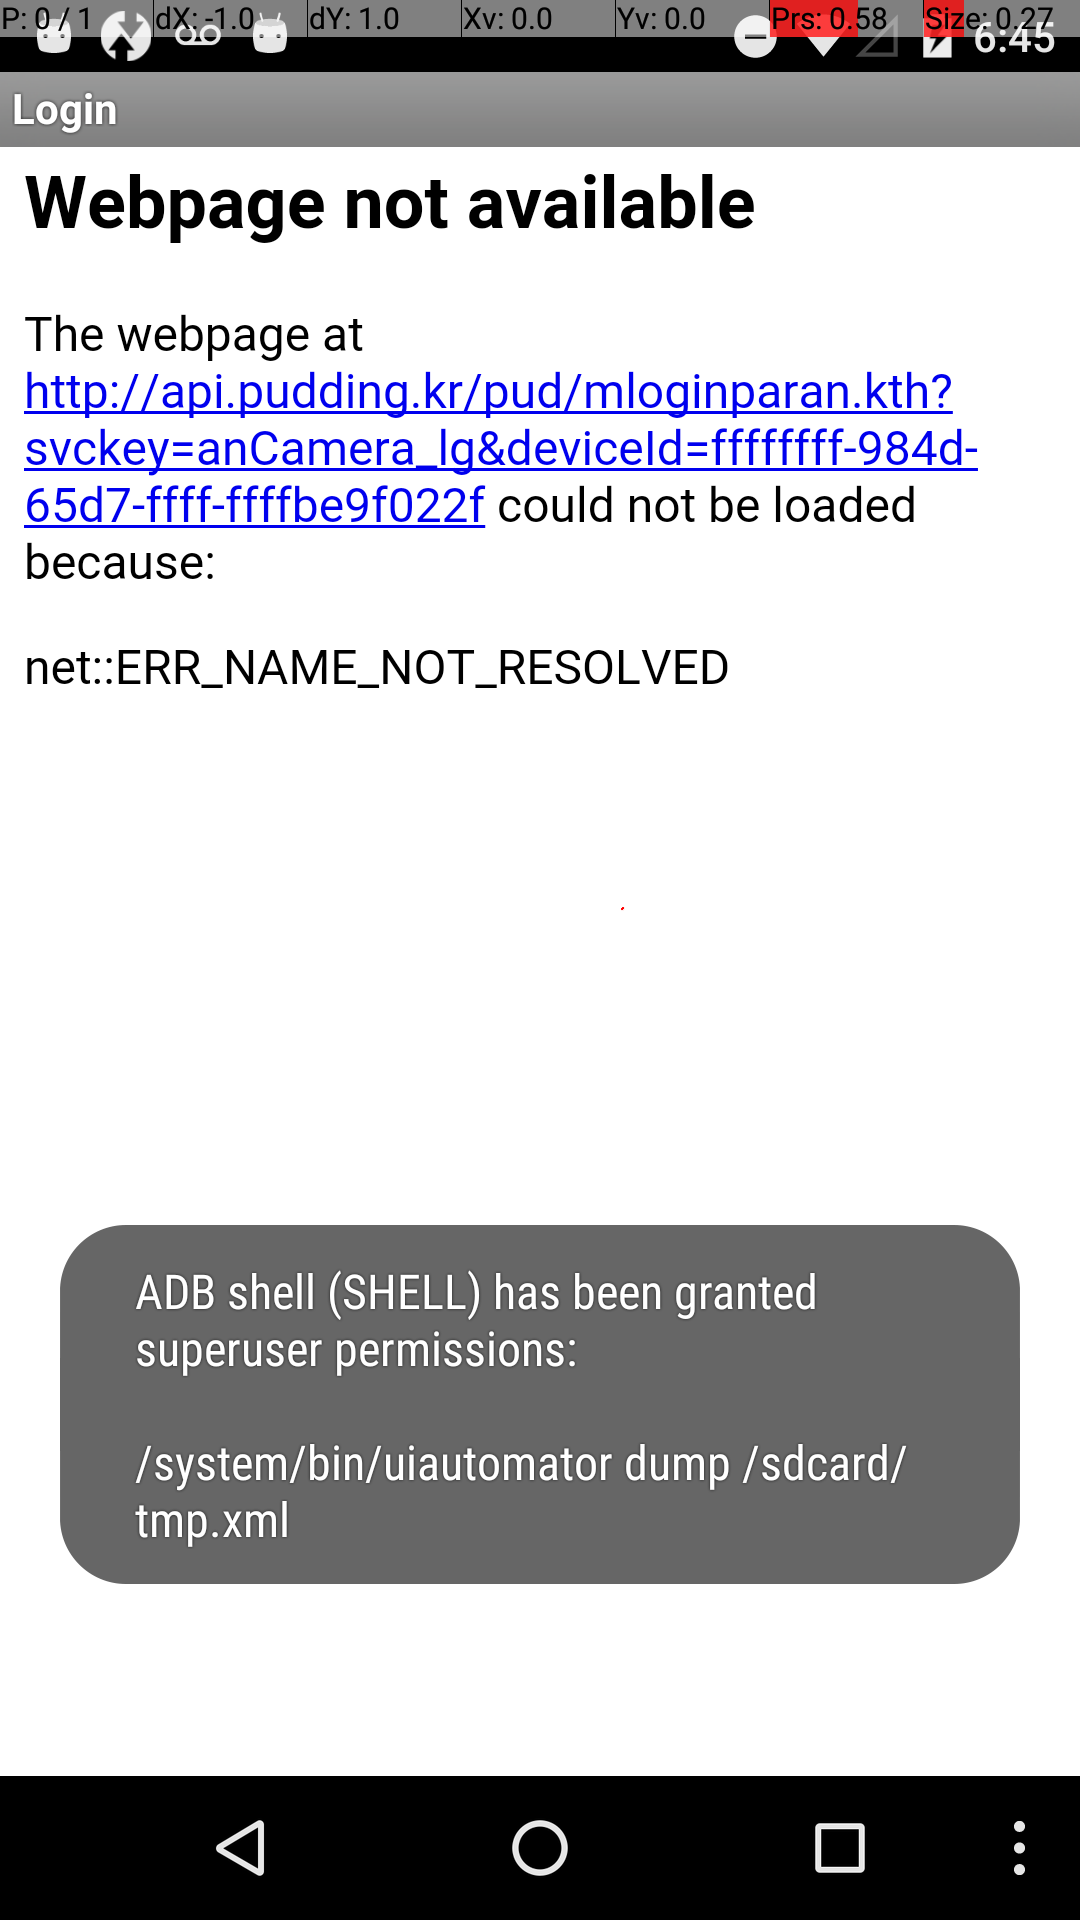 P: 0 / 1 dX: -1.0 dY: 1.0 Xv: 0.0 Yv: 0.0 Prs: 0.58 Size: 0.27
6:45
Login
Webpage not available
The webpage at
http://api.pudding.kr/pud/mloginparan.kth?
svckey=anCamera_lg&deviceId=ffffffff-984d-
65d7-ffff-ffffbe9f022f could not be loaded
because:
net::ERR_NAME_NOT_RESOLVED
ADB shell (SHELL) has been granted
superuser permissions:
/system/bin/uiautomator dump /sdcard/
tmp.xml